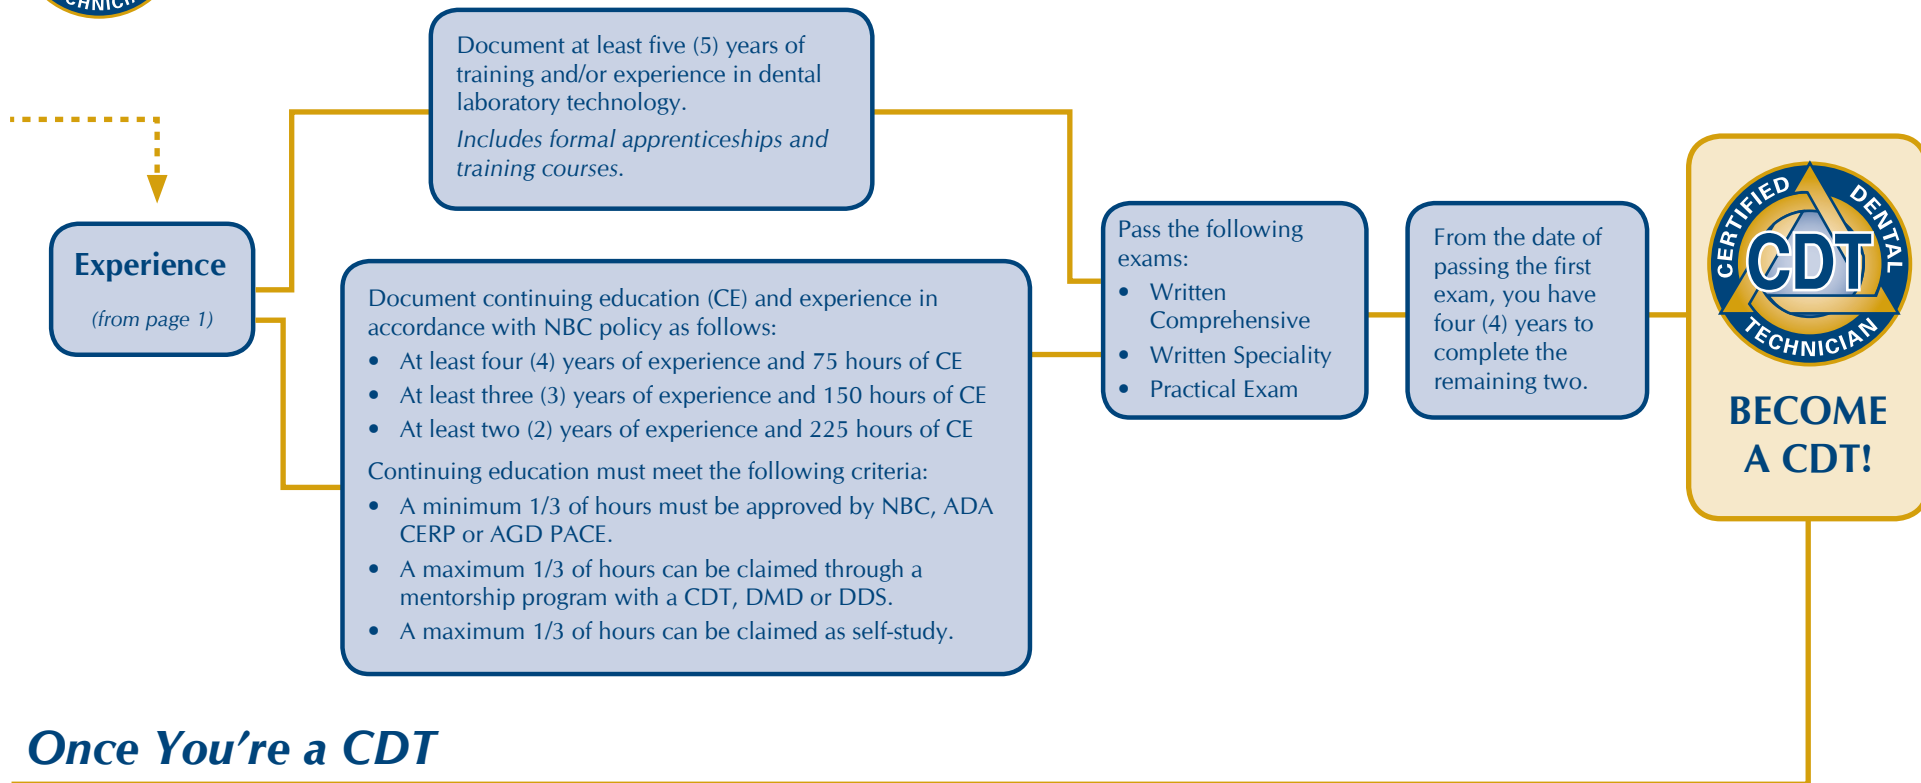 Document at least five (5) years of
training and/or experience in dental
laboratory technology.
Includes formal apprenticeships and
training courses.
Experience
(from page 1)
Document continuing education (CE) and experience in
accordance with NBC policy as follows:
• At least four (4) years of experience and 75 hours of CE
• At least three (3) years of experience and 150 hours of CE
• At least two (2) years of experience and 225 hours of CE
Continuing education must meet the following criteria:
• A minimum 1/3 of hours must be approved by NBC, ADA
CERP or AGD PACE.
• A maximum 1/3 of hours can be claimed through a
mentorship program with a CDT, DMD or DDS.
• A maximum 1/3 of hours can be claimed as self-study.
Pass the following
exams:
• Written
Comprehensive
• Written Speciality
• Practical Exam
From the date of
passing the first
exam, you have
four (4) years to
complete the
remaining two.
CERTIFIED DENTAL
CDT
TECHNICIAN
BECOME
A CDT!
Once You're a CDT